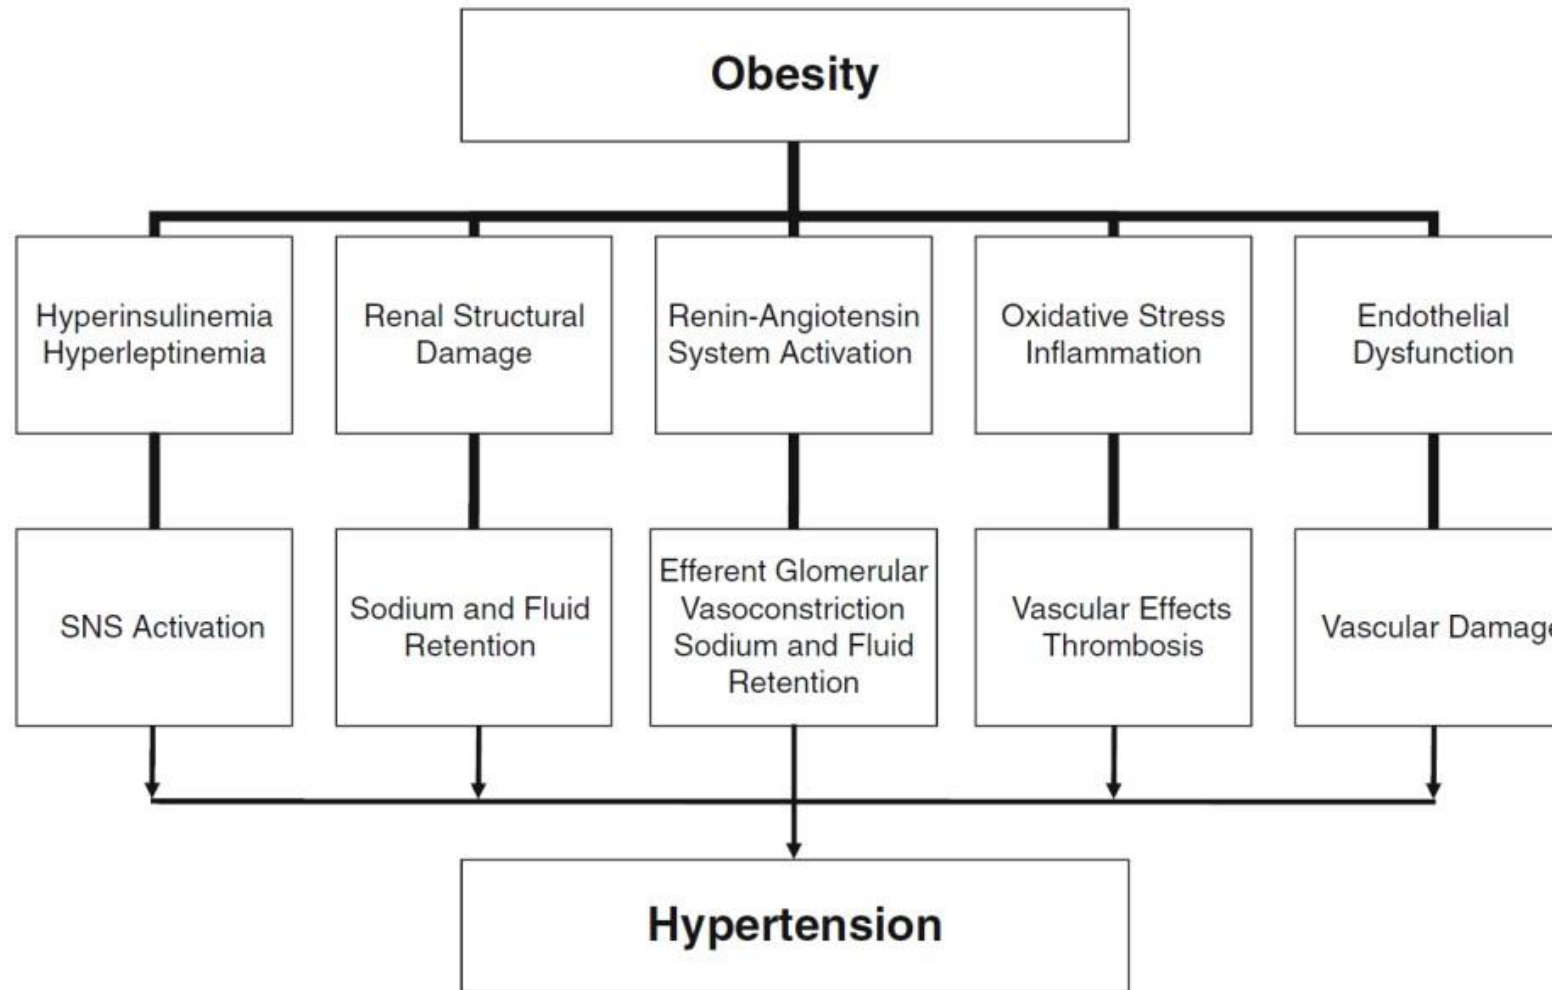 Obesity
Hyperinsulinemia
Hyperleptinemia
Renal Structural
Damage
Renin-Angiotensin
System Activation
Oxidative Stress
Inflammation
Endothelial
Dysfunction
SNS Activation
Sodium and Fluid
Retention
Efferent Glomerular
Vasoconstriction
Sodium and Fluid
Retention
Vascular Effects
Thrombosis
Vascular Damage
Hypertension